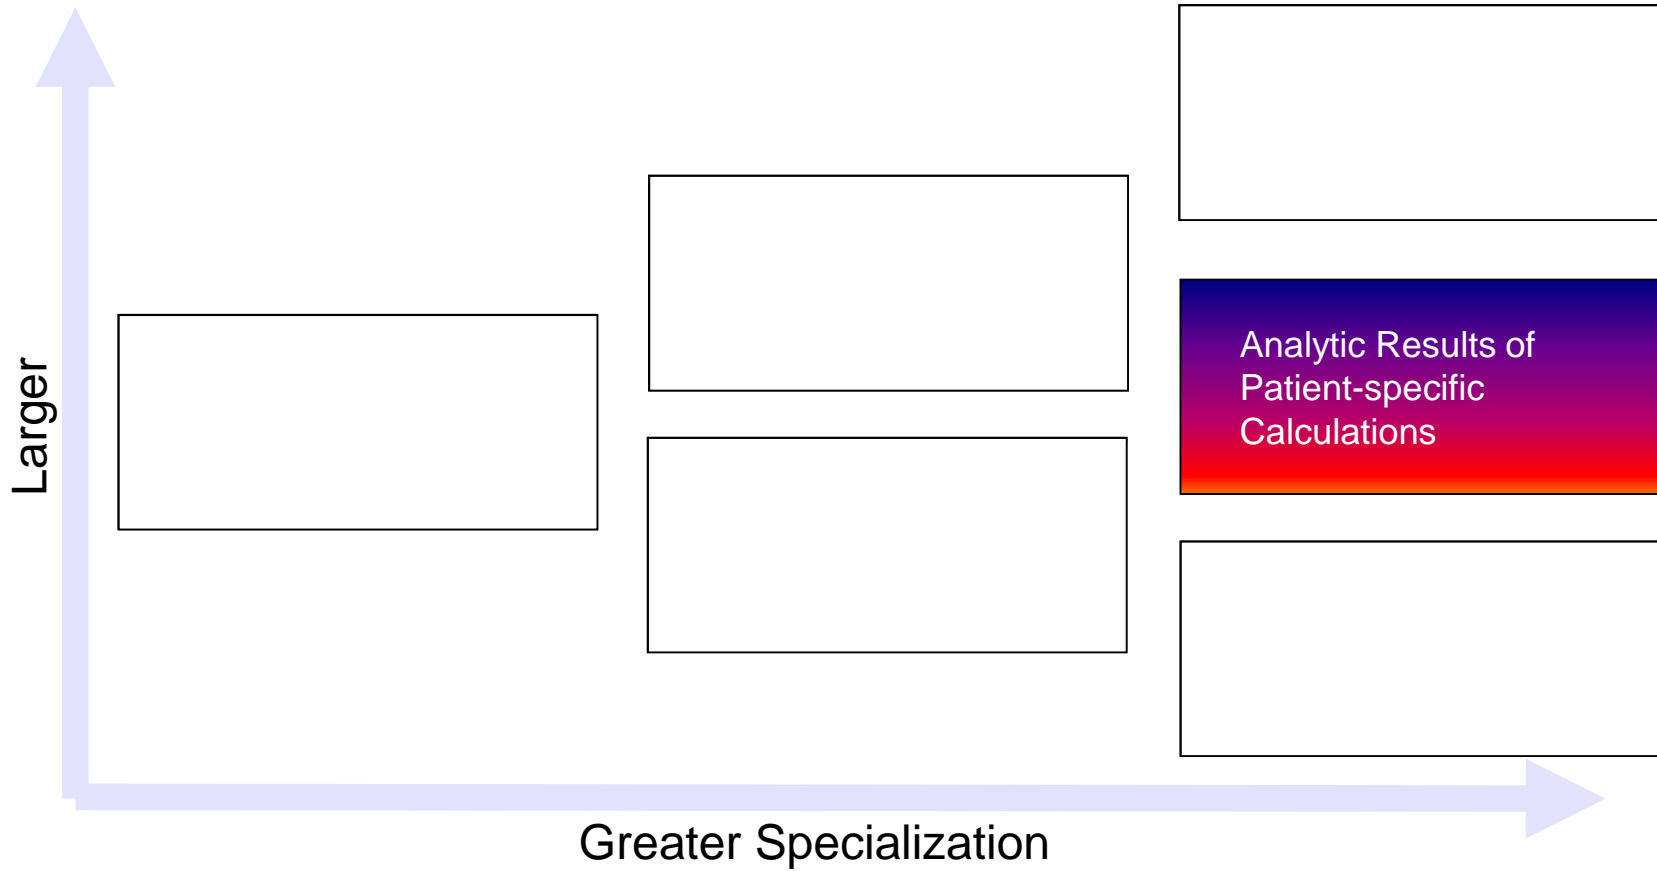 Larger
Analytic Results of
Patient-specific
Calculations
Greater Specialization